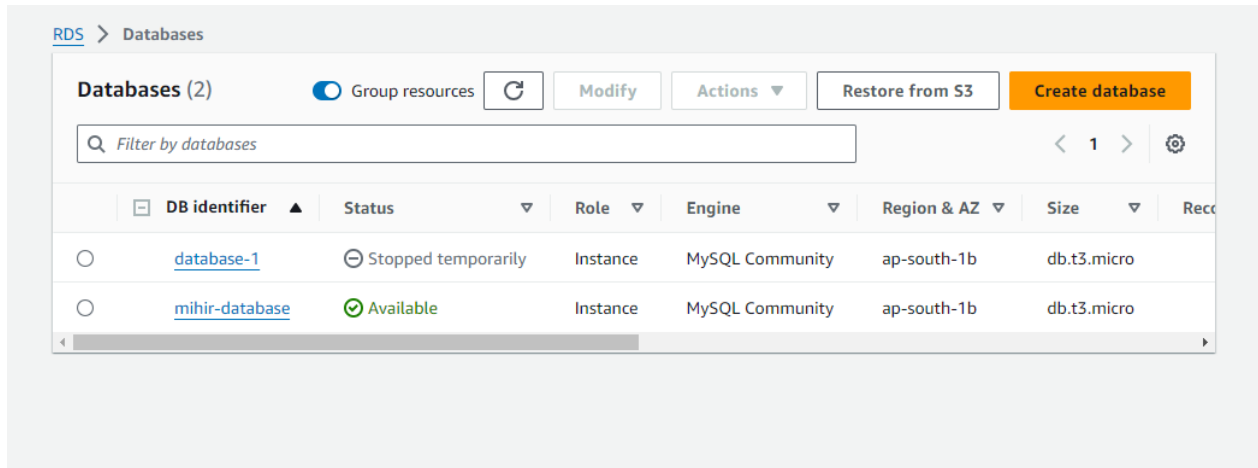 RDS > Databases
Databases (2) Group resources Modify Actions Restore from S3 Create database
Filter by databases 1
DB identifier Status Role Engine Region & AZ Size Recc
database-1 Stopped temporarily Instance MySQL Community ap-south-1b db.t3.micro
mihir-database Available Instance MySQL Community ap-south-1b db.t3.micro